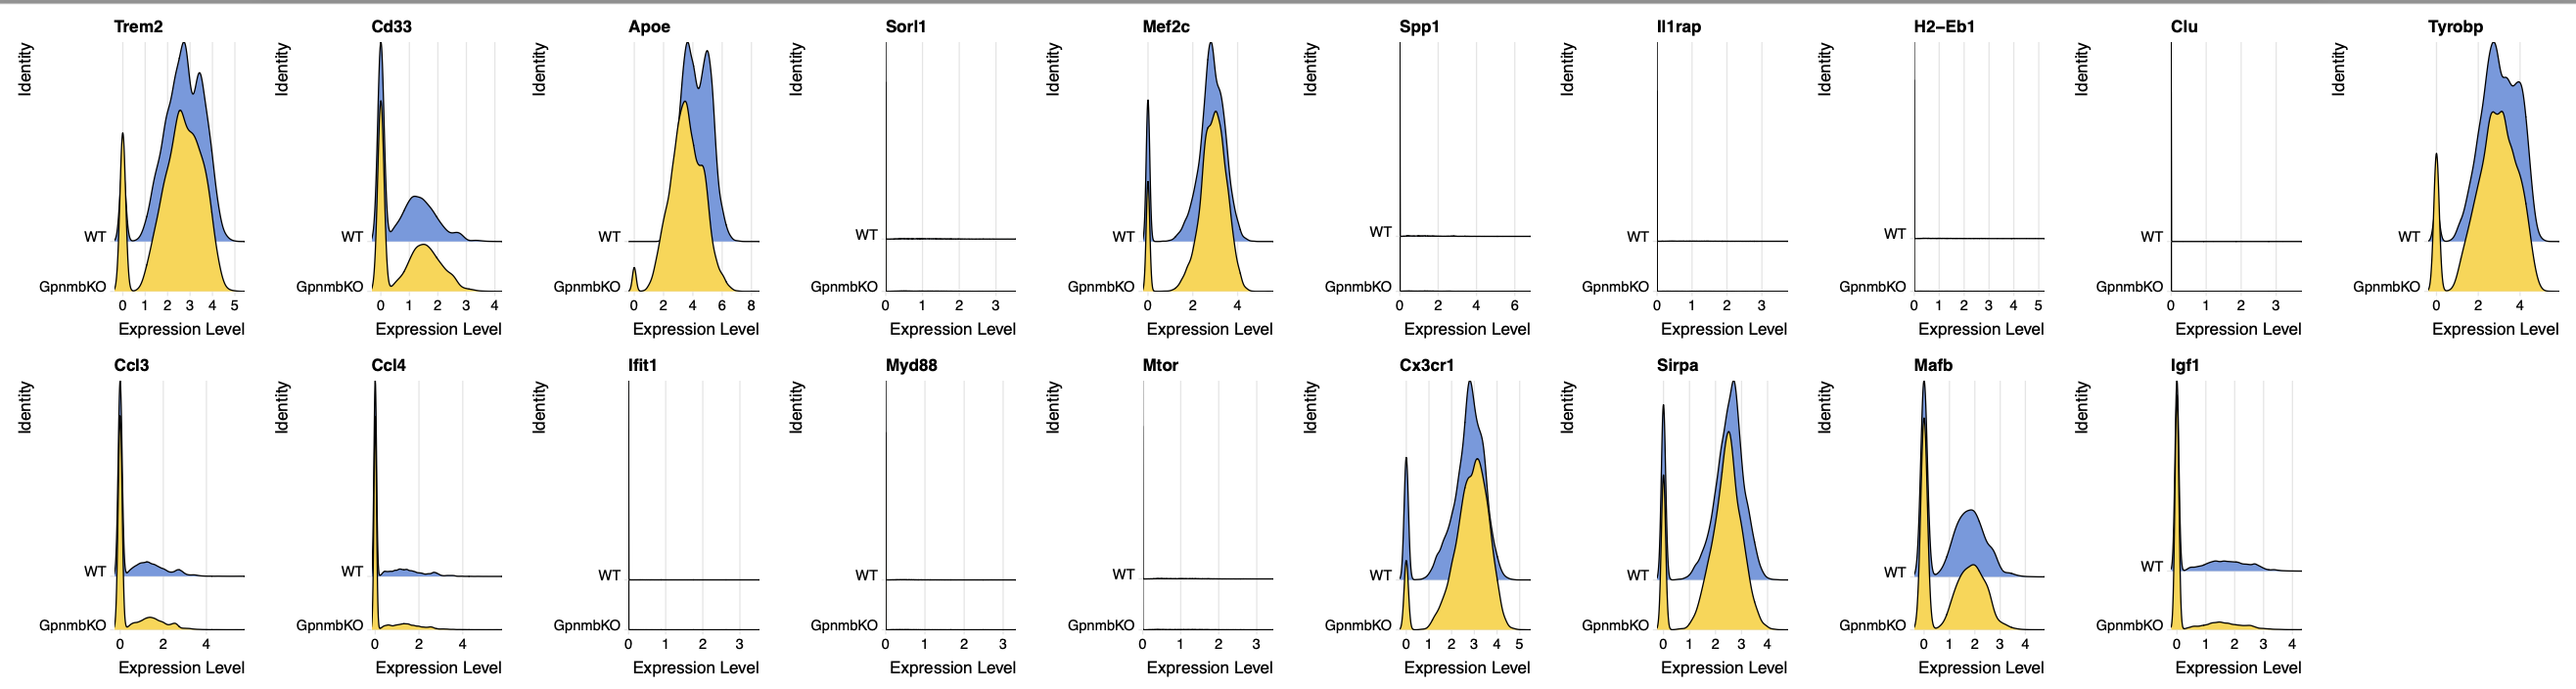 Trem2
Cd33
Apoe
Sorl1
Mef2c
Spp1
Il1rap
H2−Eb1
Clu
Tyrobp
Identity
Identity
Identity
Identity
Identity
Identity
Identity
Identity
Identity
Identity
WT
WT
WT
WT
WT
WT
WT
WT
WT
WT
GpnmbKO
GpnmbKO
GpnmbKO
GpnmbKO
GpnmbKO
GpnmbKO
GpnmbKO
GpnmbKO
GpnmbKO
GpnmbKO
0 1 2 3 4 5
0 1 2 3 4
0 2 4 6 8
0 1 2 3
0 2 4
0 2 4 6
0 1 2 3
0 1 2 3 4 5
0 1 2 3
0 2 4
Expression Level
Expression Level
Expression Level
Expression Level
Expression Level
Expression Level
Expression Level
Expression Level
Expression Level
Expression Level
Ccl3
Ccl4
Ifit1
Myd88
Mtor
Cx3cr1
Sirpa
Mafb
Igf1
Identity
Identity
Identity
Identity
Identity
Identity
Identity
Identity
Identity
WT
WT
WT
WT
WT
WT
WT
WT
WT
GpnmbKO
GpnmbKO
GpnmbKO
GpnmbKO
GpnmbKO
GpnmbKO
GpnmbKO
GpnmbKO
GpnmbKO
0 2 4
0 2 4
0 1 2 3
0 1 2 3
0 1 2 3
0 1 2 3 4 5
0 1 2 3 4
0 1 2 3 4
0 1 2 3 4
Expression Level
Expression Level
Expression Level
Expression Level
Expression Level
Expression Level
Expression Level
Expression Level
Expression Level